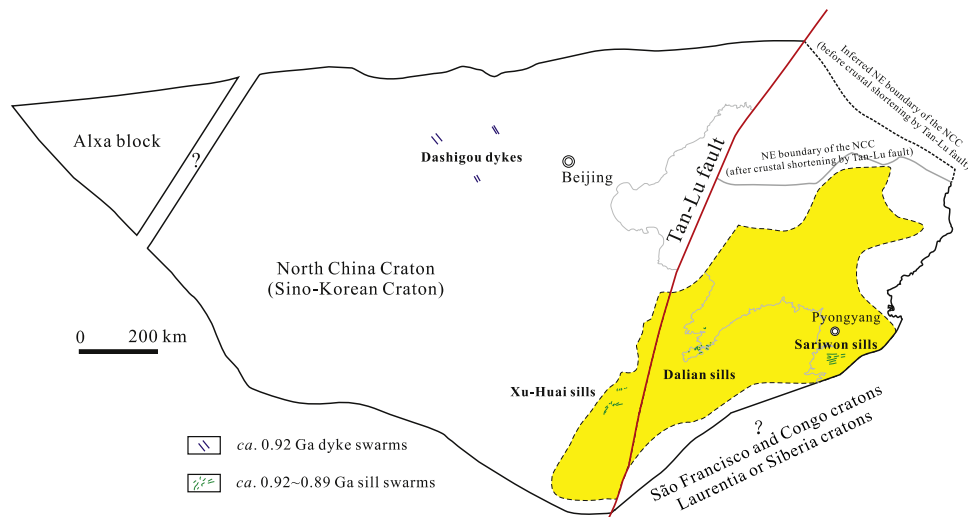 Inferred NE boundary of the NCC
(before crustal shortening by Tan-Lu fault)
Alxa block
?
Dashigou dykes
Beijing
Tan-Lu fault
NE boundary of the NCC
(after crustal shortening by Tan-Lu fault)
North China Craton
(Sino-Korean Craton)
0 200 km
Pyongyang
Sariwon sills
Dalian sills
Xu-Huai sills
?
São Francisco and Congo cratons
Laurentia or Siberia cratons
ca. 0.92 Ga dyke swarms
ca. 0.92~0.89 Ga sill swarms